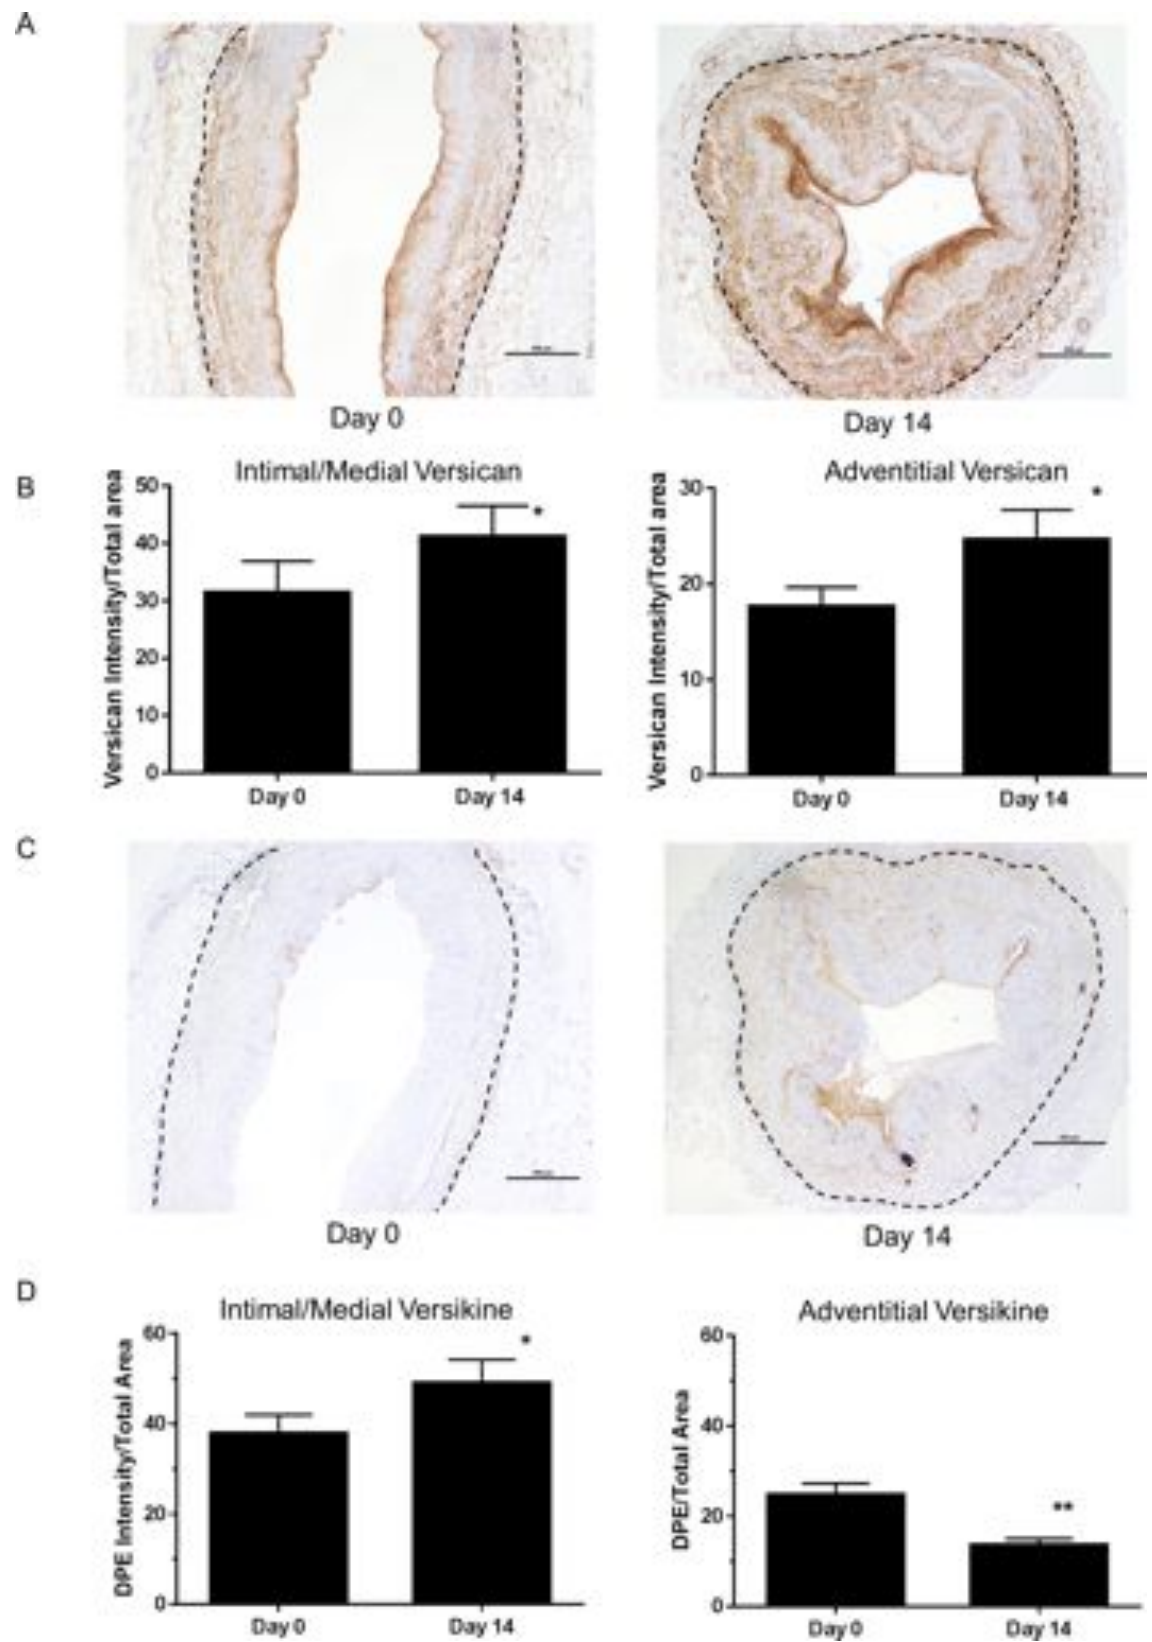 A
Day 0
Day 14
B
Intimal/Medial Versican
Versican Intensity/Total area
50
40
30
20
10
0
*
Day 0
Day 14
Adventitial Versican
Versican Intensity/Total area
30
20
10
0
*
Day 0
Day 14
C
Day 0
Day 14
D
Intimal/Medial Versikine
DPE Intensity/Total Area
60
40
20
0
*
Day 0
Day 14
Adventitial Versikine
DPE/Total Area
60
40
20
0
**
Day 0
Day 14